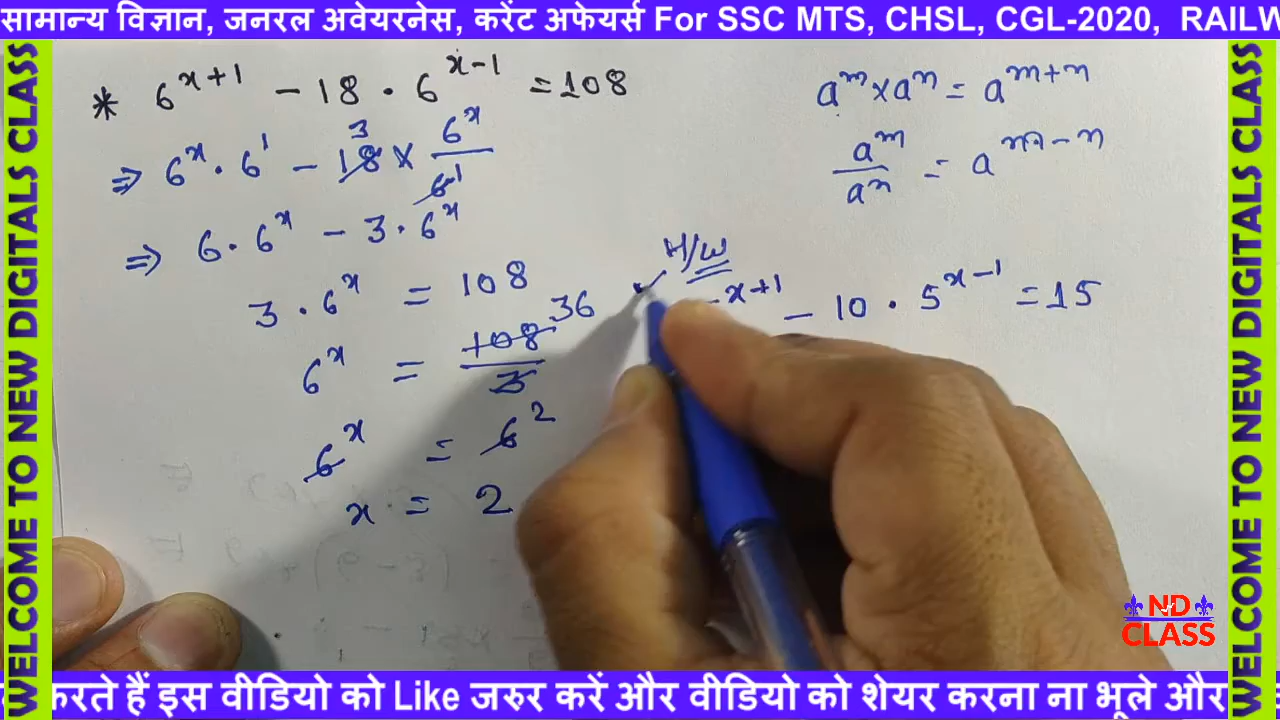 सामान्य विज्ञान, जनरल अवेयरनेस, करेंट अफेयर्स For SSC MTS, CHSL, CGL-2020, RAILW
WELCOME TO NEW DIGITALS CLASS
* 6^{x+1} - 18 · 6^{x-1} = 108
⇒ 6^x · 6^1 - 18 × 6^x / 6^1
3
⇒ 6 · 6^x - 3 · 6^x
3 · 6^x = 108
6^x = 108/3 36
6^x = 6^2
x = 2
a^m × a^n = a^{m+n}
a^m / a^n = a^{m-n}
H/W
^{x+1} - 10 · 5^{x-1} = 15
ND
CLASS
WELCOME TO NEW DIGITALS CLASS
करते हैं इस वीडियो को Like जरुर करें और वीडियो को शेयर करना ना भूले और